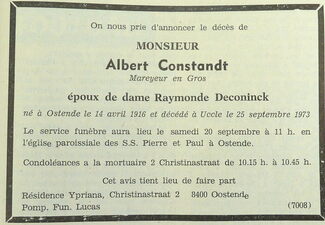 On nous prie d'annoncer le décès de
MONSIEUR
Albert Constandt
Mareyeur en Gros
époux de dame Raymonde Deconinck
né à Ostende le 14 avril 1916 et décédé à Uccle le 25 septembre 1973
Le service funèbre aura lieu le samedi 20 septembre à 11 h. en
l'église paroissiale des S.S. Pierre et Paul à Ostende.
Condoléances a la mortuaire 2 Christinastraat de 10.15 h. à 10.45 h.
Cet avis tient lieu de faire part
Résidence Ypriana, Christinastraat 2 8400 Oostende
Pomp. Fun. Lucas (7008)